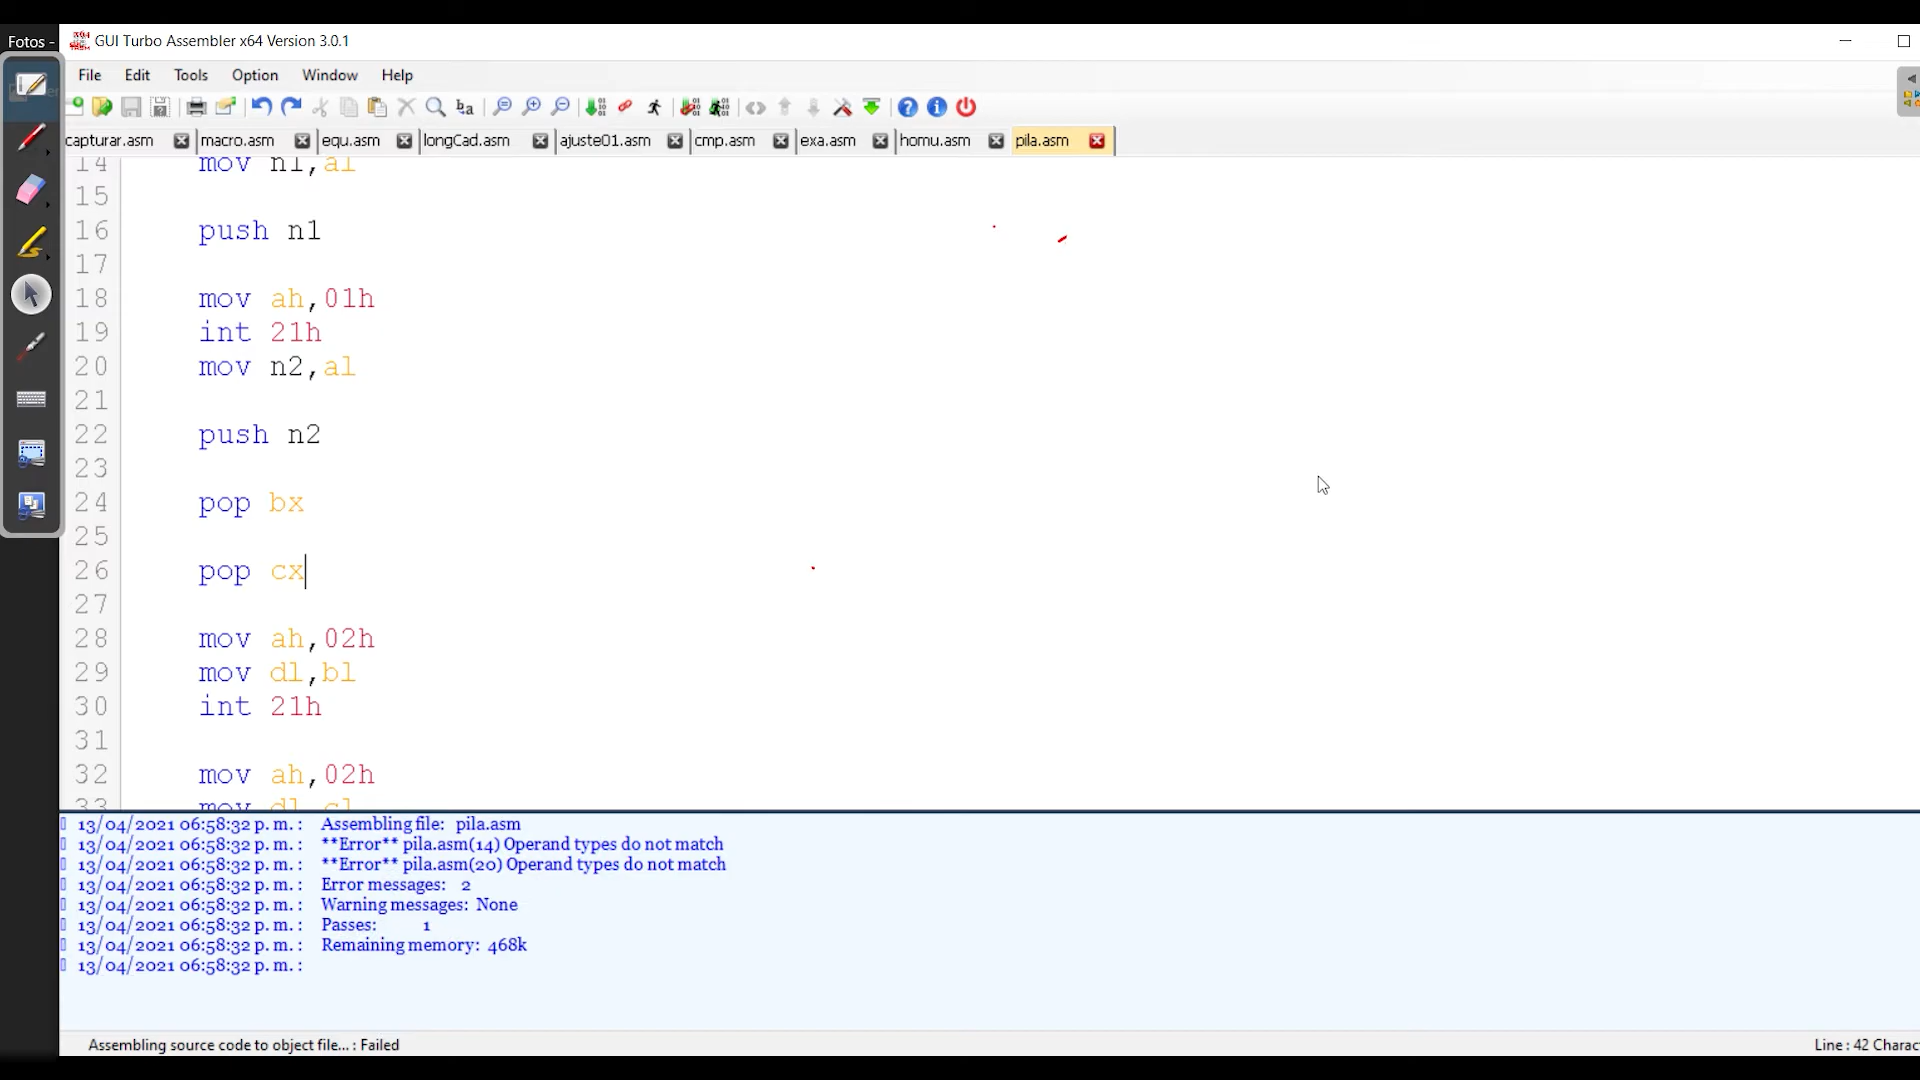 Fotos -
GUI Turbo Assembler x64 Version 3.0.1
File Edit Tools Option Window Help
capturar.asm macro.asm equ.asm longCad.asm ajuste01.asm cmp.asm exa.asm homu.asm pila.asm
14 mov n1,al
15
16 push n1
17
18 mov ah,01h
19 int 21h
20 mov n2,al
21
22 push n2
23
24 pop bx
25
26 pop cx
27
28 mov ah,02h
29 mov dl,bl
30 int 21h
31
32 mov ah,02h
33 mov dl,cl
13/04/2021 06:58:32 p. m. : Assembling file: pila.asm
13/04/2021 06:58:32 p. m. : **Error** pila.asm(14) Operand types do not match
13/04/2021 06:58:32 p. m. : **Error** pila.asm(20) Operand types do not match
13/04/2021 06:58:32 p. m. : Error messages: 2
13/04/2021 06:58:32 p. m. : Warning messages: None
13/04/2021 06:58:32 p. m. : Passes: 1
13/04/2021 06:58:32 p. m. : Remaining memory: 468k
13/04/2021 06:58:32 p. m. :
Assembling source code to object file... : Failed
Line : 42 Charac